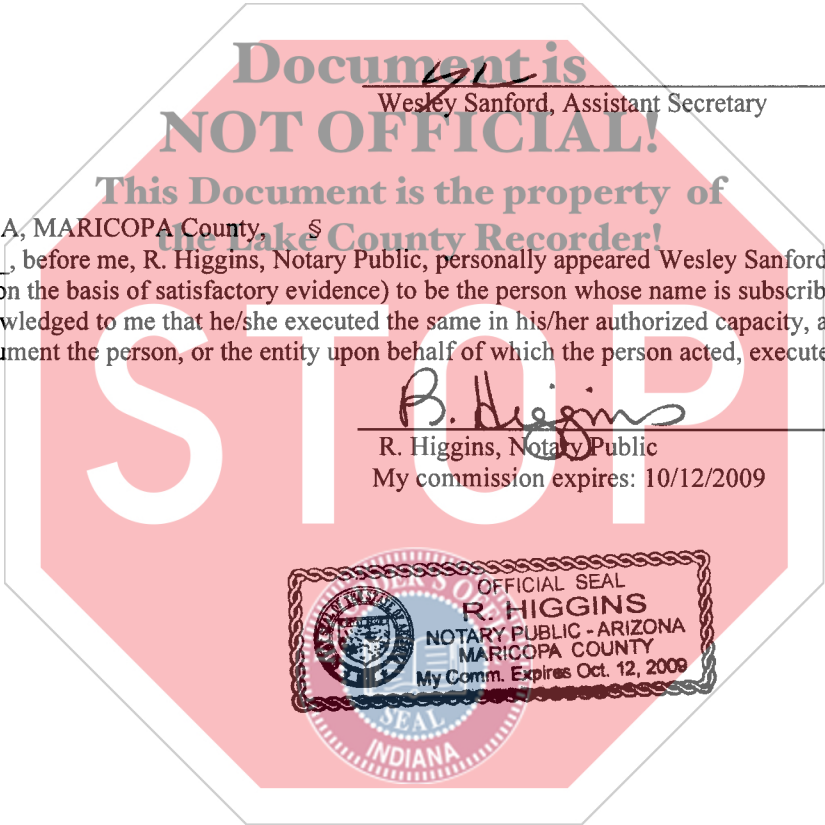 Document is
Wesley Sanford, Assistant Secretary
NOT OFFICIAL!
This Document is the property of
the Lake County Recorder!
A, MARICOPA County, §
_, before me, R. Higgins, Notary Public, personally appeared Wesley Sanford
on the basis of satisfactory evidence) to be the person whose name is subscrib
wledged to me that he/she executed the same in his/her authorized capacity, a
ument the person, or the entity upon behalf of which the person acted, execute
STOP
R. Higgins
R. Higgins, Notary Public
My commission expires: 10/12/2009
OFFICIAL SEAL
R. HIGGINS
NOTARY PUBLIC - ARIZONA
MARICOPA COUNTY
My Comm. Expires Oct. 12, 2009
SEAL
INDIANA